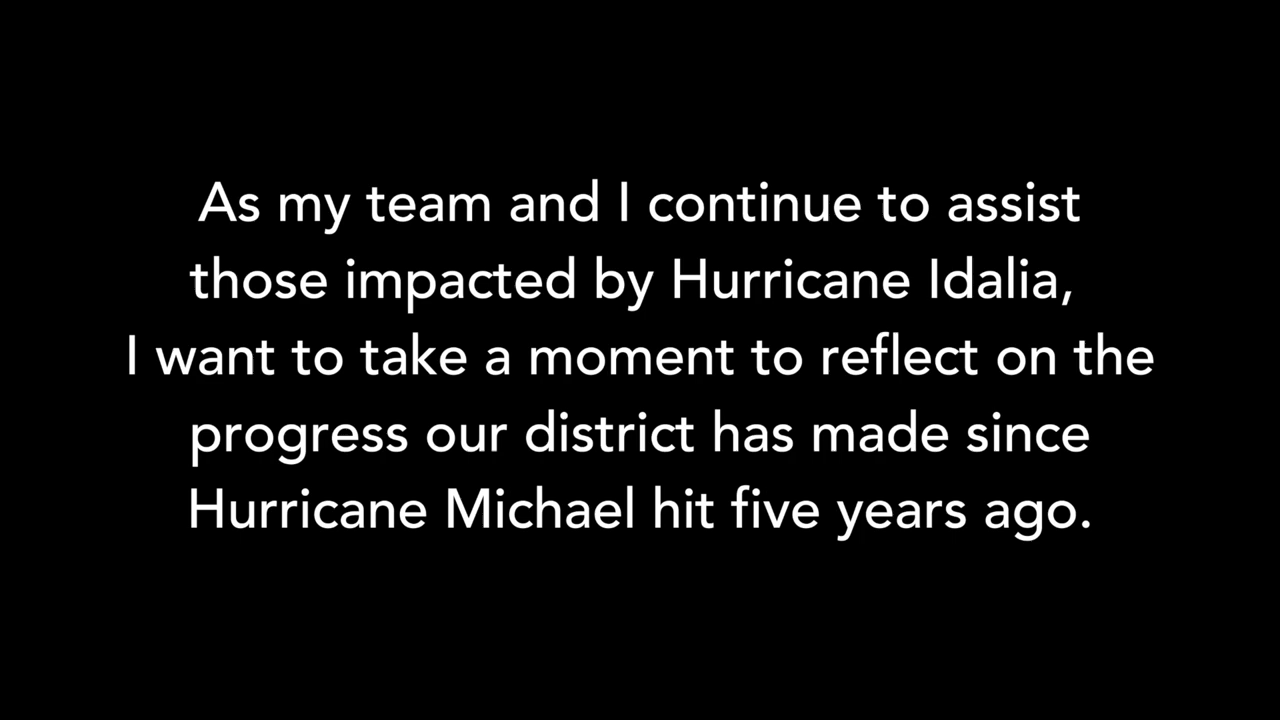 As my team and I continue to assist
those impacted by Hurricane Idalia,
I want to take a moment to reflect on the
progress our district has made since
Hurricane Michael hit five years ago.